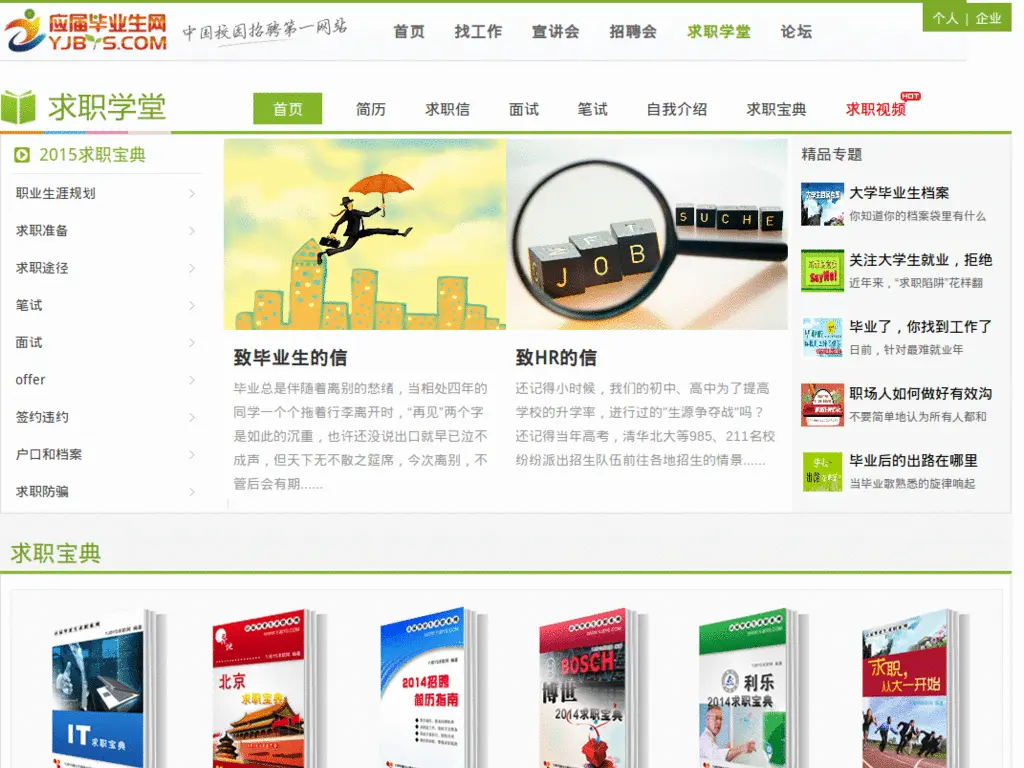 应届毕业生网
YJBYS.COM
中国校园招聘第一网站
首页 找工作 宣讲会 招聘会 求职学堂 论坛
个人 | 企业
求职学堂
首页 简历 求职信 面试 笔试 自我介绍 求职宝典 求职视频
HOT
2015求职宝典
职业生涯规划
求职准备
求职途径
笔试
面试
offer
签约违约
户口和档案
求职防骗
JOB
SUCHE
致毕业生的信
毕业总是伴随着离别的愁绪，当相处四年的
同学一个个拖着行李离开时，“再见”两个字
是如此的沉重，也许还没说出口就早已泣不
成声，但天下无不散之筵席，今次离别，不
管后会有期......
致HR的信
还记得小时候，我们的初中、高中为了提高
学校的升学率，进行过的“生源争夺战”吗？
还记得当年高考，清华北大等985、211名校
纷纷派出招生队伍前往各地招生的情景......
精品专题
大学毕业生档案
你知道你的档案袋里有什么
关注大学生就业，拒绝
近年来，“求职陷阱”花样翻
毕业了，你找到工作了
日前，针对最难就业年
职场人如何做好有效沟
不要简单地认为所有人都和
毕业后的出路在哪里
当毕业歌熟悉的旋律响起
求职宝典
IT求职宝典
北京
求职宝典
2014招聘
简历指南
BOSCH
博世
2014求职宝典
利乐
2014求职宝典
求职，
从大一开始